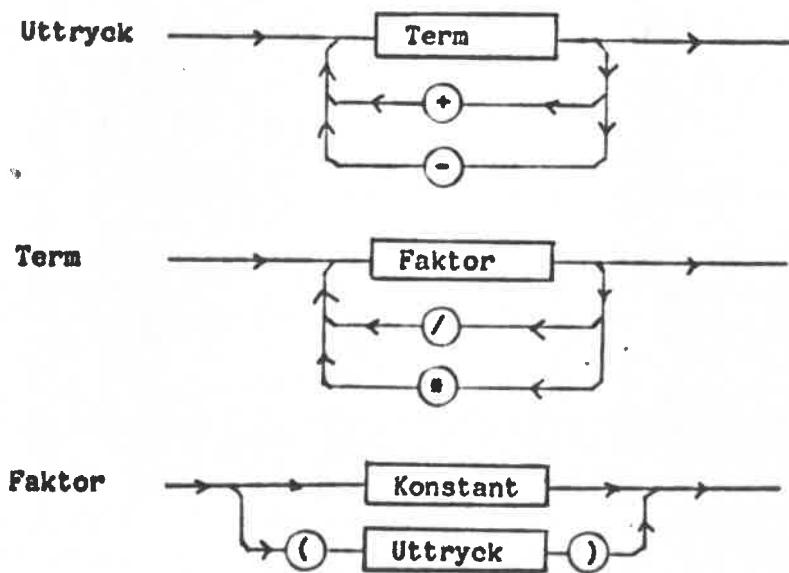 Uttryck Term
+
-
Term Faktor
/
*
Faktor Konstant
( Uttryck )